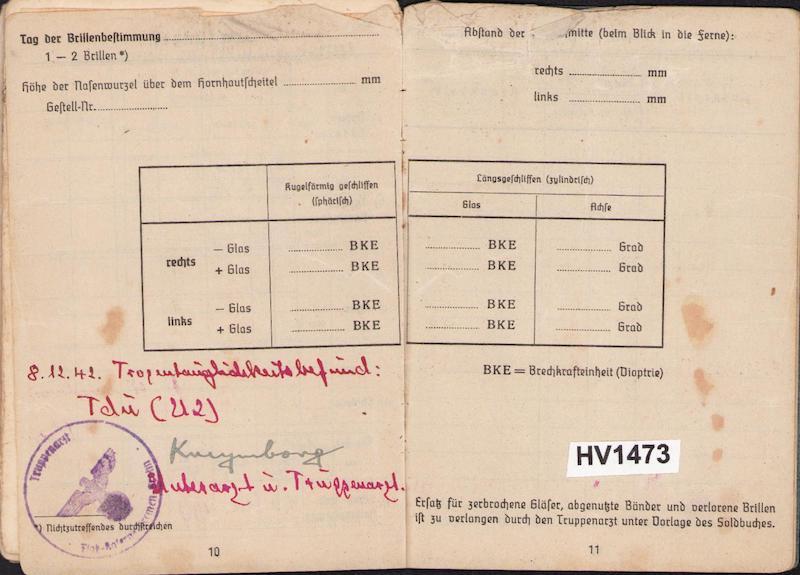 Tag der Brillenbestimmung
1 — 2 Brillen*)
Höhe der Nasenwurzel über dem Hornhautscheitel ............ mm
Gestell-Nr.
Kugelförmig geschliffen
(sphärisch)
rechts
— Glas ............ BKE
+ Glas ............ BKE
links
— Glas ............ BKE
+ Glas ............ BKE
8.12.42. Tropentauglichkeitsbefund:
Tdu (U2)
Unterarzt u. Truppenarzt.
Truppenarzt
*) Nichtzutreffendes durchstreichen
10
Abstand der mitte (beim Blick in die Ferne):
rechts ............ mm
links ............ mm
Längsgeschliffen (zylindrisch)
Glas Achse
............ BKE ............ Grad
............ BKE ............ Grad
............ BKE ............ Grad
............ BKE ............ Grad
BKE = Brechkrafteinheit (Dioptrie)
HV1473
Ersatz für zerbrochene Gläser, abgenutzte Bänder und verlorene Brillen
ist zu verlangen durch den Truppenarzt unter Vorlage des Soldbuches.
11